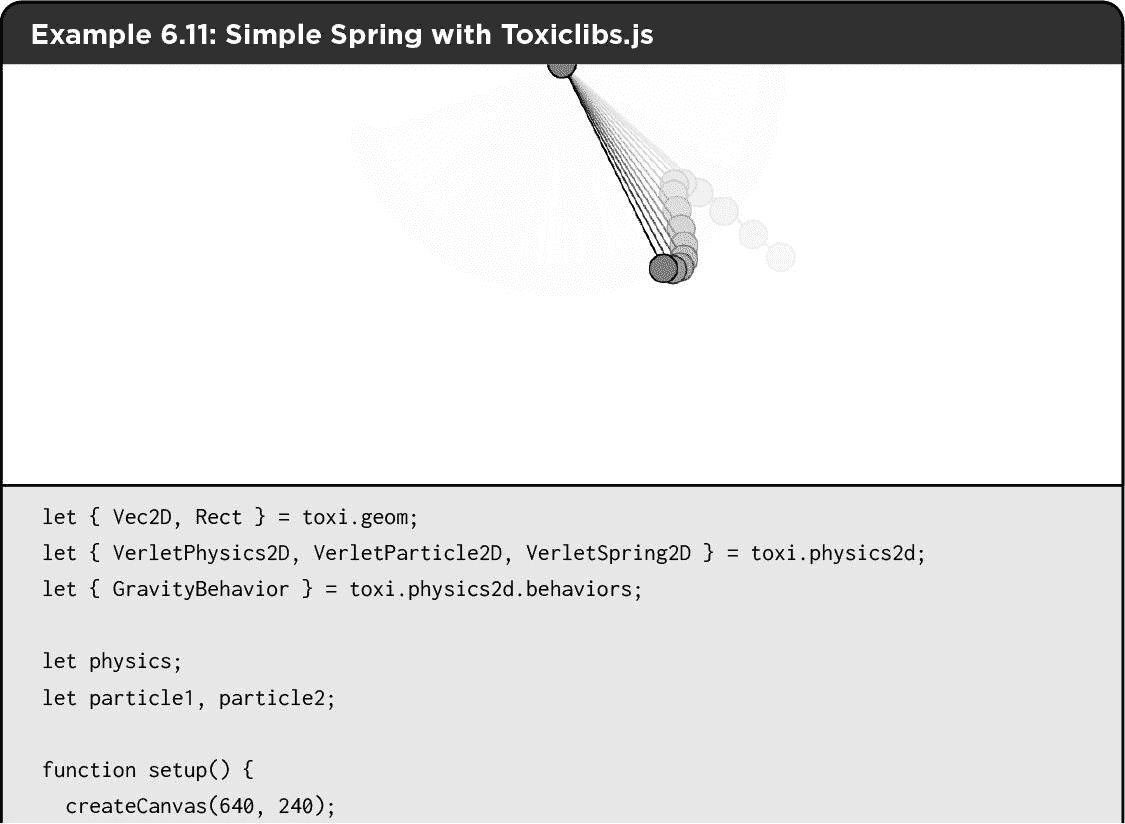 Example 6.11: Simple Spring with Toxiclibs.js
let { Vec2D, Rect } = toxi.geom;
let { VerletPhysics2D, VerletParticle2D, VerletSpring2D } = toxi.physics2d;
let { GravityBehavior } = toxi.physics2d.behaviors;
let physics;
let particle1, particle2;
function setup() {
createCanvas(640, 240);